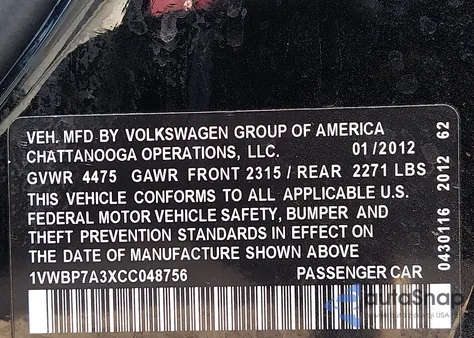 VEH. MFD BY VOLKSWAGEN GROUP OF AMERICA
CHATTANOOGA OPERATIONS, LLC. 01/2012
GVWR 4475 GAWR FRONT 2315 / REAR 2271 LBS
THIS VEHICLE CONFORMS TO ALL APPLICABLE U.S.
FEDERAL MOTOR VEHICLE SAFETY, BUMPER AND
THEFT PREVENTION STANDARDS IN EFFECT ON
THE DATE OF MANUFACTURE SHOWN ABOVE
1VWBP7A3XCC048756 PASSENGER CAR
0430116 2012 62
autoSnap